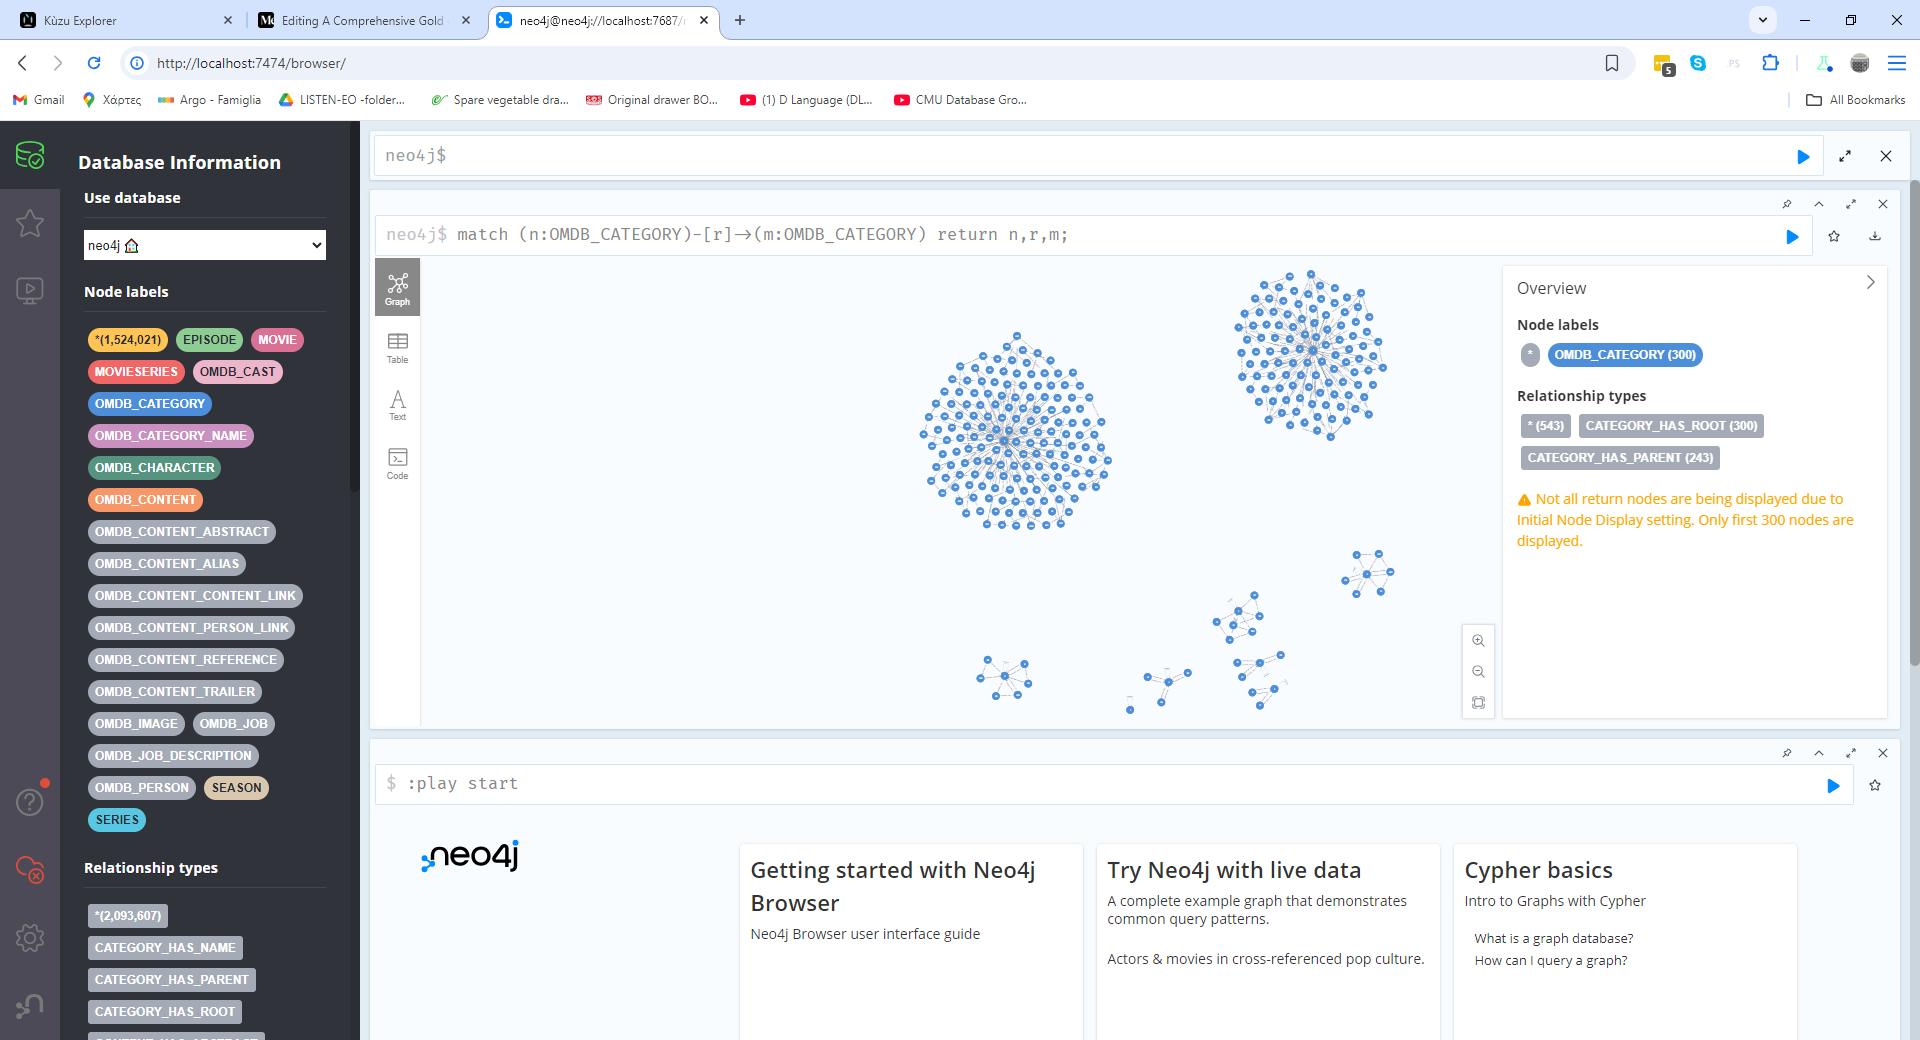 Kùzu Explorer
Editing A Comprehensive Gold
neo4j@neo4j://localhost:7687/
http://localhost:7474/browser/
5
PS
Gmail
Χάρτες
Argo - Famiglia
LISTEN-EO -folder...
Spare vegetable dra...
Original drawer BO...
(1) D Language (DL...
CMU Database Gro...
All Bookmarks
Database Information
Use database
neo4j
Node labels
*(1,524,021)
EPISODE
MOVIE
MOVIESERIES
OMDB_CAST
OMDB_CATEGORY
OMDB_CATEGORY_NAME
OMDB_CHARACTER
OMDB_CONTENT
OMDB_CONTENT_ABSTRACT
OMDB_CONTENT_ALIAS
OMDB_CONTENT_CONTENT_LINK
OMDB_CONTENT_PERSON_LINK
OMDB_CONTENT_REFERENCE
OMDB_CONTENT_TRAILER
OMDB_IMAGE
OMDB_JOB
OMDB_JOB_DESCRIPTION
OMDB_PERSON
SEASON
SERIES
Relationship types
*(2,093,607)
CATEGORY_HAS_NAME
CATEGORY_HAS_PARENT
CATEGORY_HAS_ROOT
neo4j$
neo4j$ match (n:OMDB_CATEGORY)-[r]->(m:OMDB_CATEGORY) return n,r,m;
Graph
Table
Text
Code
Overview
Node labels
*
OMDB_CATEGORY (300)
Relationship types
* (543)
CATEGORY_HAS_ROOT (300)
CATEGORY_HAS_PARENT (243)
Not all return nodes are being displayed due to
Initial Node Display setting. Only first 300 nodes are
displayed.
$ :play start
neo4j
Getting started with Neo4j
Browser
Neo4j Browser user interface guide
Try Neo4j with live data
A complete example graph that demonstrates
common query patterns.
Actors & movies in cross-referenced pop culture.
Cypher basics
Intro to Graphs with Cypher
What is a graph database?
How can I query a graph?